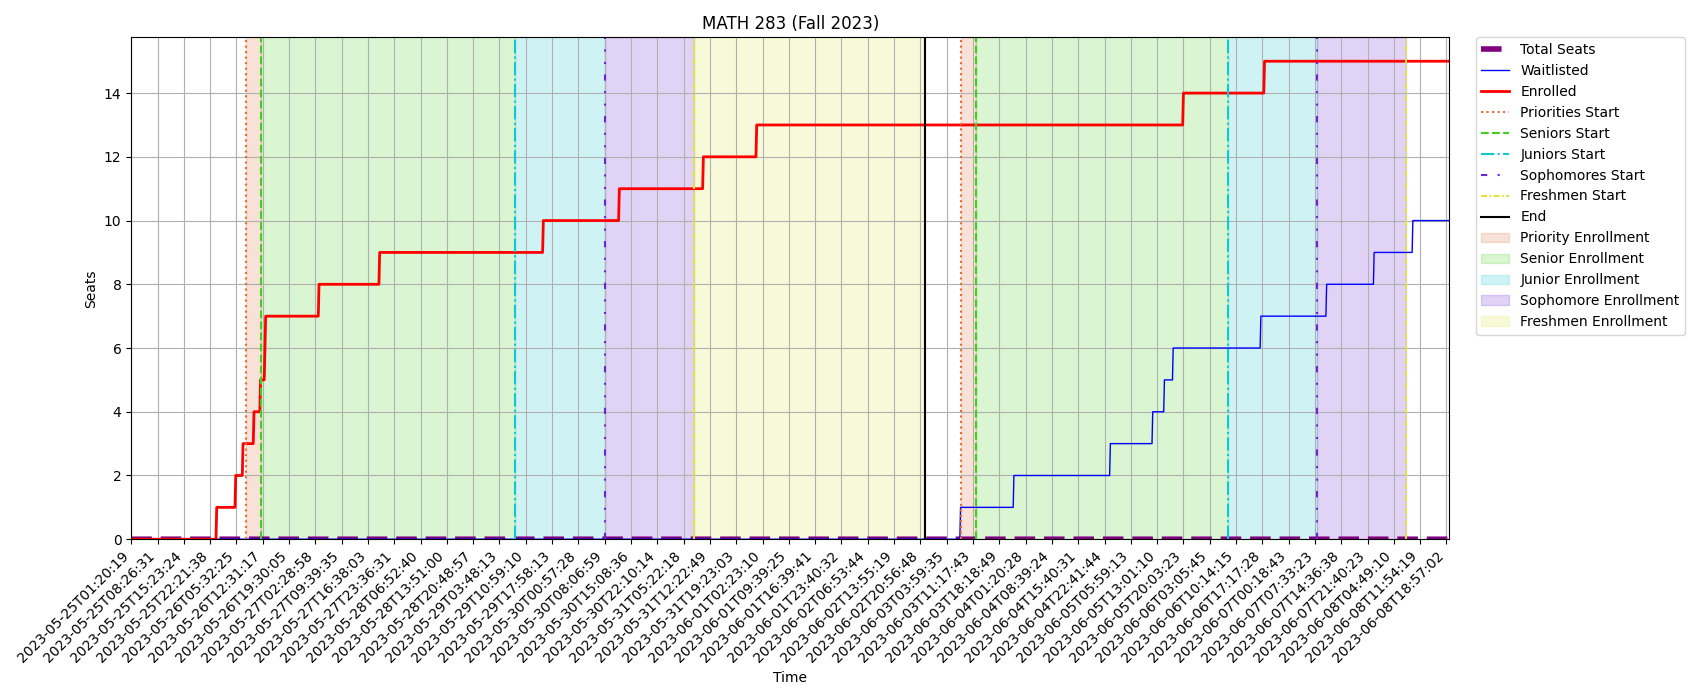 MATH 283 (Fall 2023)
Seats
14
12
10
8
6
4
2
0
2023-05-25T01:20:19
2023-05-25T08:26:31
2023-05-25T15:23:24
2023-05-25T22:21:38
2023-05-26T05:32:25
2023-05-26T12:31:17
2023-05-26T19:30:05
2023-05-27T02:28:58
2023-05-27T09:39:35
2023-05-27T16:38:03
2023-05-27T23:36:31
2023-05-28T06:52:40
2023-05-28T13:51:00
2023-05-28T20:48:57
2023-05-29T03:48:13
2023-05-29T10:59:10
2023-05-29T17:58:13
2023-05-30T00:57:28
2023-05-30T08:06:59
2023-05-30T15:08:36
2023-05-30T22:10:14
2023-05-31T05:22:18
2023-05-31T12:22:49
2023-05-31T19:23:03
2023-06-01T02:23:10
2023-06-01T09:39:25
2023-06-01T16:39:41
2023-06-01T23:40:32
2023-06-02T06:53:44
2023-06-02T13:55:19
2023-06-02T20:56:48
2023-06-03T03:59:35
2023-06-03T11:17:43
2023-06-03T18:18:49
2023-06-04T01:20:28
2023-06-04T08:39:24
2023-06-04T15:40:31
2023-06-04T22:41:44
2023-06-05T05:59:13
2023-06-05T13:01:10
2023-06-05T20:03:23
2023-06-06T03:05:45
2023-06-06T10:14:15
2023-06-06T17:17:28
2023-06-07T00:18:43
2023-06-07T07:33:23
2023-06-07T14:36:38
2023-06-07T21:40:23
2023-06-08T04:49:10
2023-06-08T11:54:19
2023-06-08T18:57:02
Time
Total Seats
Waitlisted
Enrolled
Priorities Start
Seniors Start
Juniors Start
Sophomores Start
Freshmen Start
End
Priority Enrollment
Senior Enrollment
Junior Enrollment
Sophomore Enrollment
Freshmen Enrollment